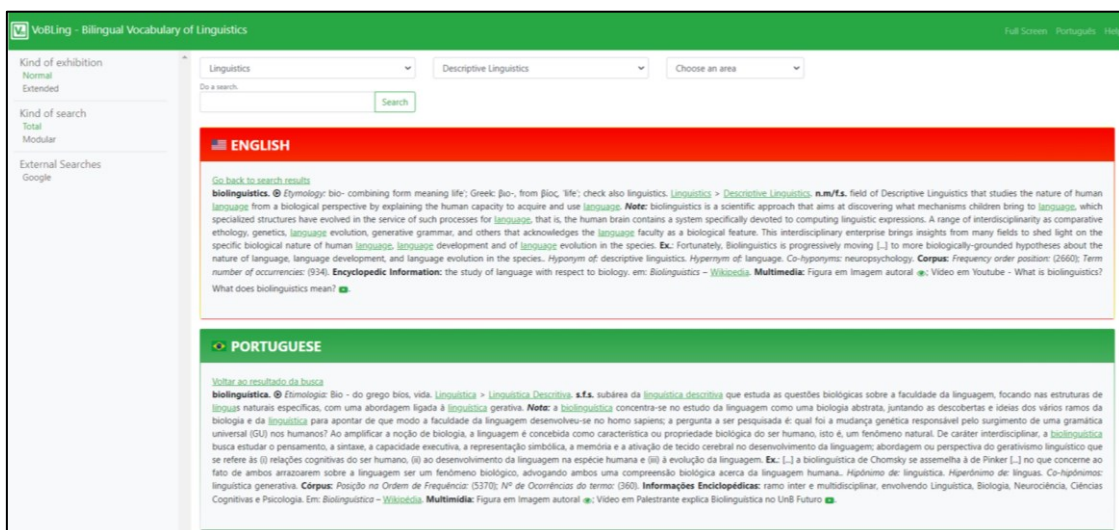 VoBLing - Bilingual Vocabulary of Linguistics
Full Screen Português Help
Kind of exhibition
Normal
Extended
Kind of search
Total
Modular
External Searches
Google
Linguistics
Descriptive Linguistics
Choose an area
Do a search.
Search
ENGLISH
Go back to search results
biolinguistics. Etymology: bio- combining form meaning life'; Greek: βιο-, from βίος, 'life'; check also linguistics. Linguistics > Descriptive Linguistics. n.m/f.s. field of Descriptive Linguistics that studies the nature of human
language from a biological perspective by explaining the human capacity to acquire and use language. Note: biolinguistics is a scientific approach that aims at discovering what mechanisms children bring to language, which
specialized structures have evolved in the service of such processes for language, that is, the human brain contains a system specifically devoted to computing linguistic expressions. A range of interdisciplinarity as comparative
ethology, genetics, language evolution, generative grammar, and others that acknowledges the language faculty as a biological feature. This interdisciplinary enterprise brings insights from many fields to shed light on the
specific biological nature of human language, language development and of language evolution in the species. Ex.: Fortunately, Biolinguistics is progressively moving [...] to more biologically-grounded hypotheses about the
nature of language, language development, and language evolution in the species.. Hyponym of: descriptive linguistics. Hypernym of: language. Co-hyponyms: neuropsychology. Corpus: Frequency order position: (2660); Term
number of occurrencies: (934). Encyclopedic Information: the study of language with respect to biology. em: Biolinguistics – Wikipedia. Multimedia: Figura em Imagem autoral ; Vídeo em Youtube - What is biolinguistics?
What does biolinguistics mean? .
PORTUGUESE
Voltar ao resultado da busca
biolinguística. Etimologia: Bio - do grego bíos, vida. Linguística > Linguística Descritiva. s.f.s. subárea da linguística descritiva que estuda as questões biológicas sobre a faculdade da linguagem, focando nas estruturas de
línguas naturais específicas, com uma abordagem ligada à linguística gerativa. Nota: a biolinguística concentra-se no estudo da linguagem como uma biologia abstrata, juntando as descobertas e ideias dos vários ramos da
biologia e da linguística para apontar de que modo a faculdade da linguagem desenvolveu-se no homo sapiens; a pergunta a ser pesquisada é: qual foi a mudança genética responsável pelo surgimento de uma gramática
universal (GU) nos humanos? Ao amplificar a noção de biologia, a linguagem é concebida como característica ou propriedade biológica do ser humano, isto é, um fenômeno natural. De caráter interdisciplinar, a biolinguística
busca estudar o pensamento, a sintaxe, a capacidade executiva, a representação simbólica, a memória e a ativação de tecido cerebral no desenvolvimento da linguagem; abordagem ou perspectiva do gerativismo linguístico que
se refere às (i) relações cognitivas do ser humano, (ii) ao desenvolvimento da linguagem na espécie humana e (iii) à evolução da linguagem. Ex.: [...] a biolinguística de Chomsky se assemelha à de Pinker [...] no que concerne ao
fato de ambos arrazoarem sobre a linguagem ser um fenômeno biológico, advogando ambos uma compreensão biológica acerca da linguagem humana.. Hipônimo de: linguística. Hiperônimo de: línguas. Co-hipônimos:
linguística generativa. Córpus: Posição na Ordem de Frequência: (5370); Nº de Ocorrências do termo: (360). Informações Enciclopédicas: ramo inter e multidisciplinar, envolvendo Linguística, Biologia, Neurociência, Ciências
Cognitivas e Psicologia. Em: Biolinguística – Wikipédia. Multimídia: Figura em Imagem autoral ; Vídeo em Palestrante explica Biolinguística no UnB Futuro .